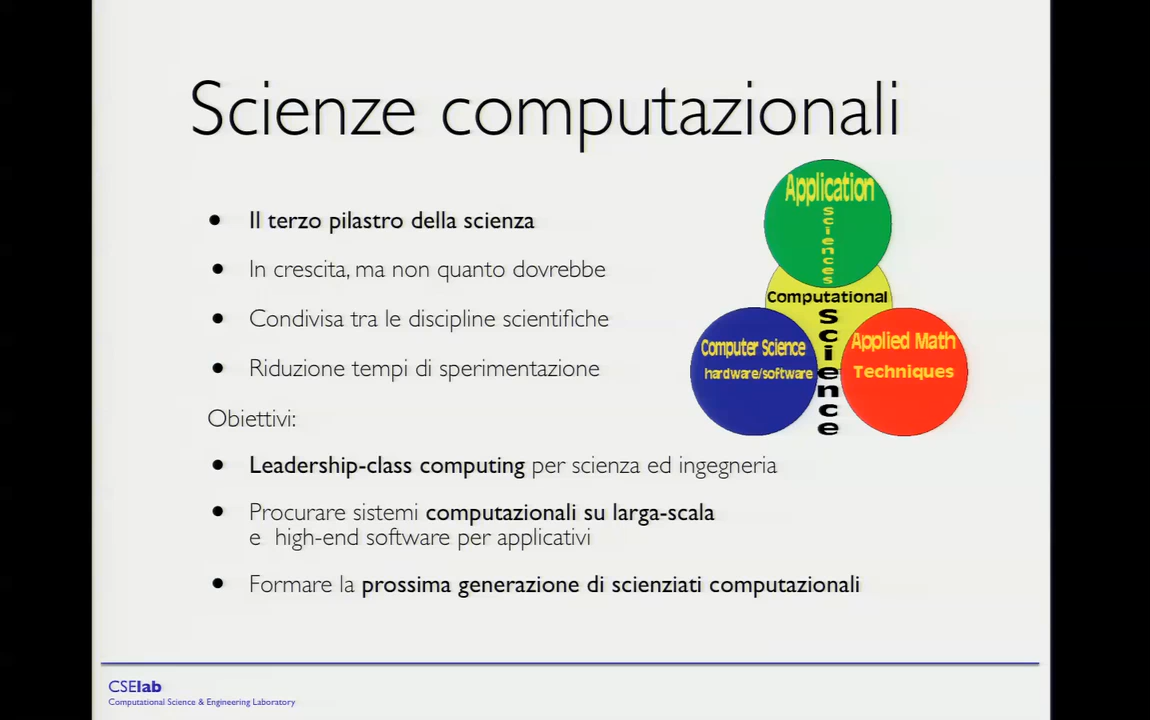 Scienze computazionali
Il terzo pilastro della scienza
In crescita, ma non quanto dovrebbe
Condivisa tra le discipline scientifiche
Riduzione tempi di sperimentazione
Obiettivi:
Leadership-class computing per scienza ed ingegneria
Procurare sistemi computazionali su larga-scala
e high-end software per applicativi
Formare la prossima generazione di scienziati computazionali
Application
Sciences
Computational
Science
Computer Science
hardware/software
Applied Math
Techniques
CSElab
Computational Science & Engineering Laboratory